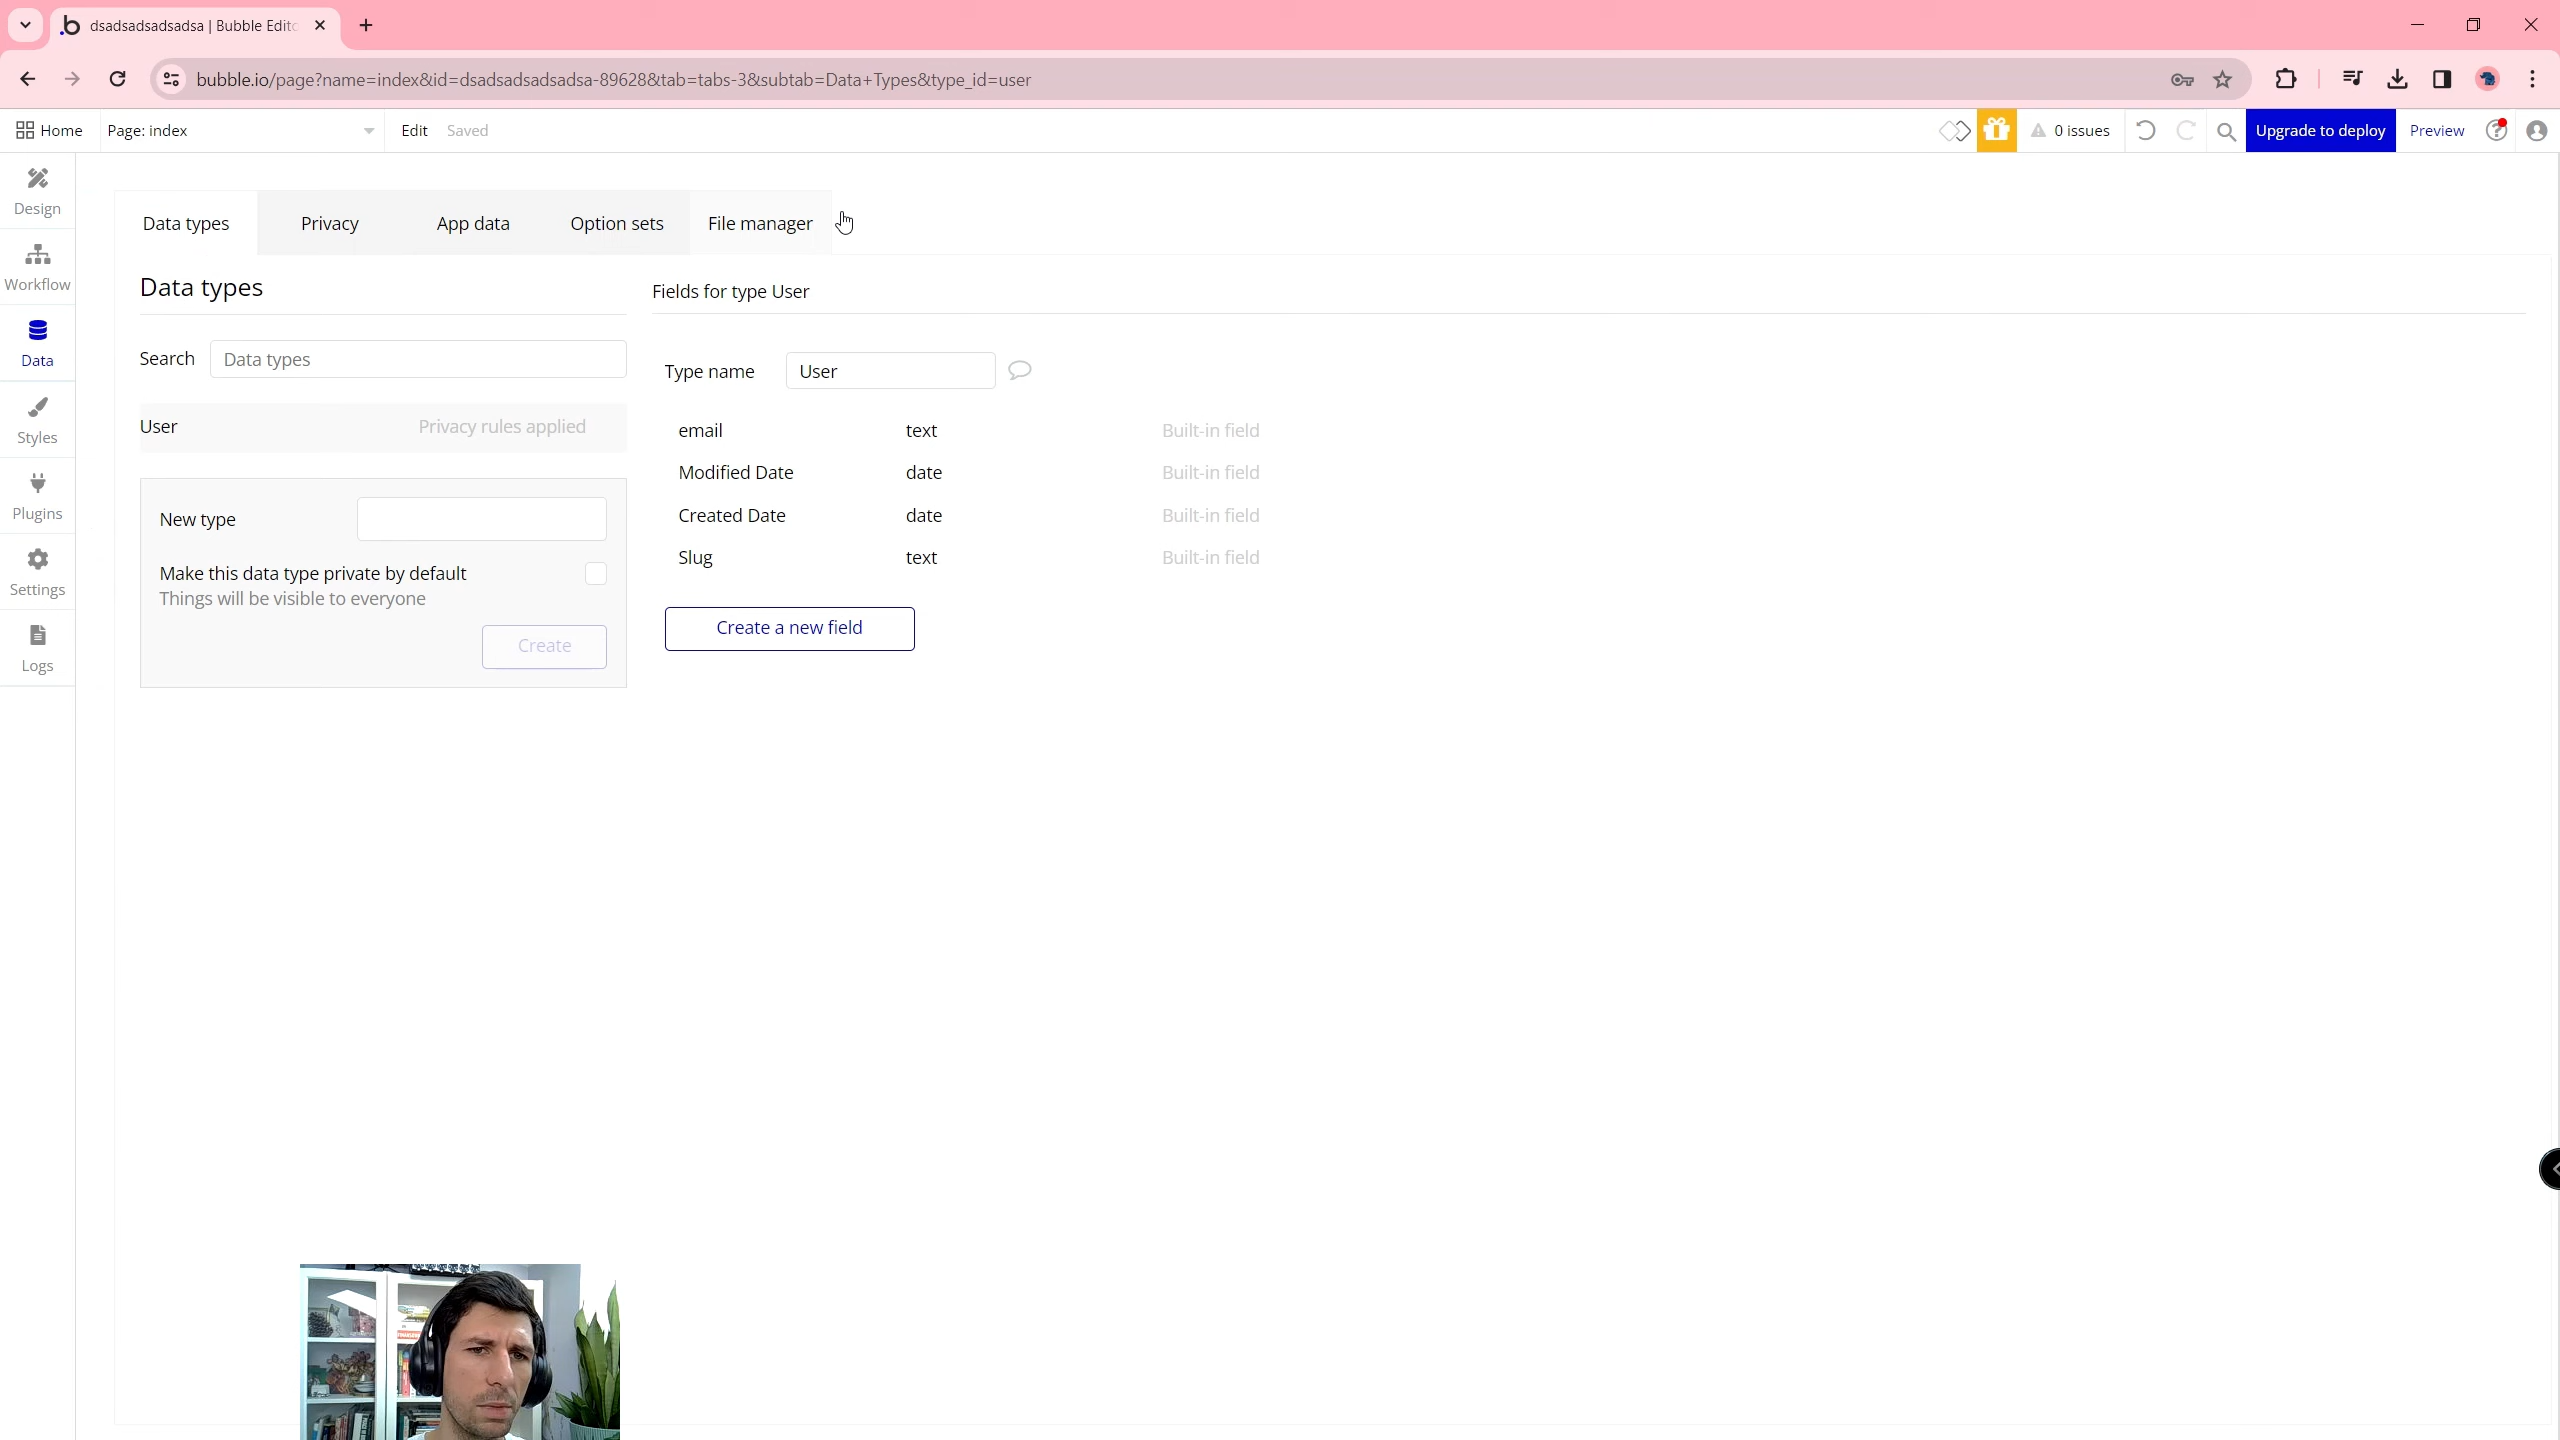 dsadsadsadsadsa | Bubble Edito
bubble.io/page?name=index&id=dsadsadsadsadsa-89628&tab=tabs-3&subtab=Data+Types&type_id=user
Home
Page: index
Edit
Saved
0 issues
Upgrade to deploy
Preview
Design
Workflow
Data
Styles
Plugins
Settings
Logs
Data types
Privacy
App data
Option sets
File manager
Data types
Search
Data types
User
Privacy rules applied
New type
Make this data type private by default
Things will be visible to everyone
Create
Fields for type User
Type name
User
email text Built-in field
Modified Date date Built-in field
Created Date date Built-in field
Slug text Built-in field
Create a new field